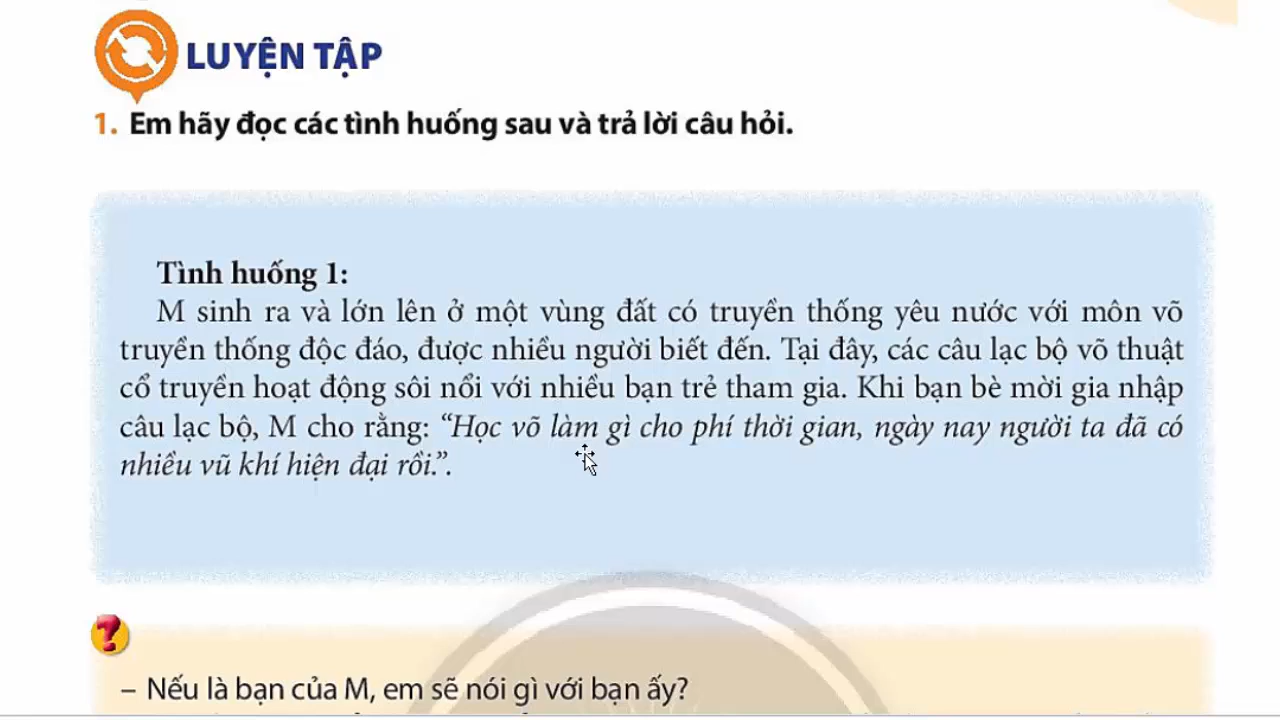 LUYỆN TẬP
1. Em hãy đọc các tình huống sau và trả lời câu hỏi.
Tình huống 1:
M sinh ra và lớn lên ở một vùng đất có truyền thống yêu nước với môn võ
truyền thống độc đáo, được nhiều người biết đến. Tại đây, các câu lạc bộ võ thuật
cổ truyền hoạt động sôi nổi với nhiều bạn trẻ tham gia. Khi bạn bè mời gia nhập
câu lạc bộ, M cho rằng: “Học võ làm gì cho phí thời gian, ngày nay người ta đã có
nhiều vũ khí hiện đại rồi.”.
?
– Nếu là bạn của M, em sẽ nói gì với bạn ấy?